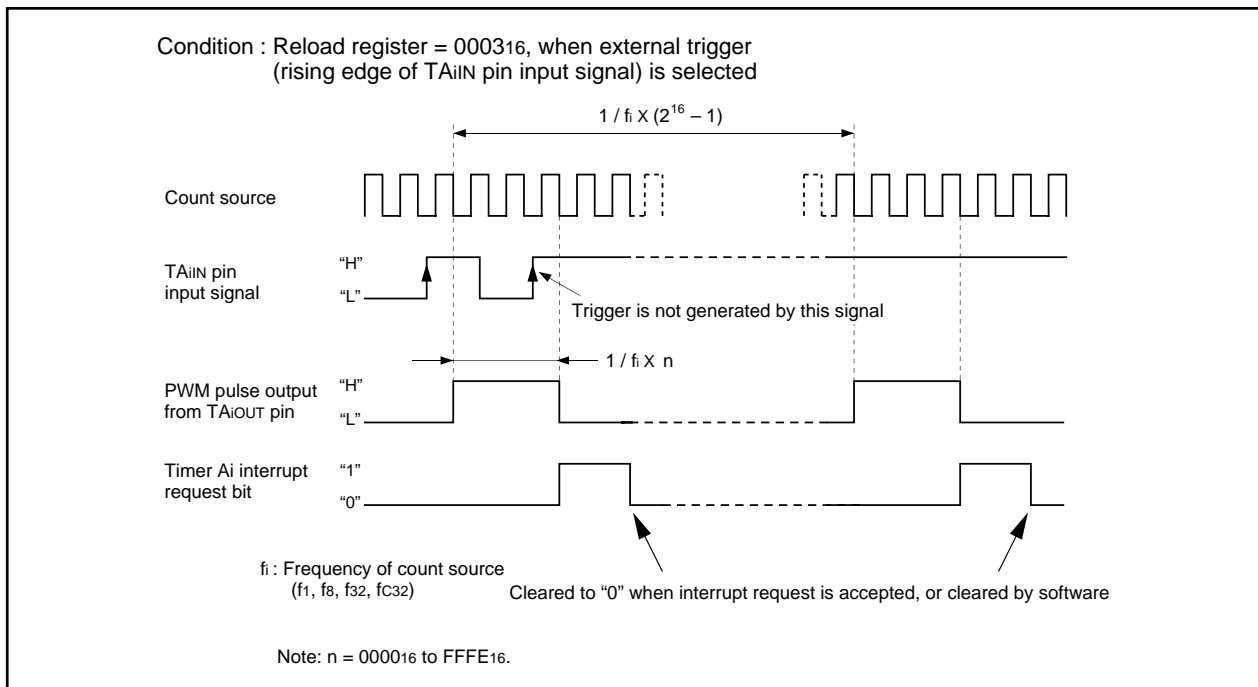 Condition : Reload register = 000316, when external trigger
(rising edge of TAiIN pin input signal) is selected
1 / fi X (2^16 – 1)
Count source
TAiIN pin
input signal
“H”
“L”
Trigger is not generated by this signal
1 / fi X n
PWM pulse output
from TAiOUT pin
“H”
“L”
Timer Ai interrupt
request bit
“1”
“0”
fi : Frequency of count source
(f1, f8, f32, fC32)
Cleared to “0” when interrupt request is accepted, or cleared by software
Note: n = 000016 to FFFE16.